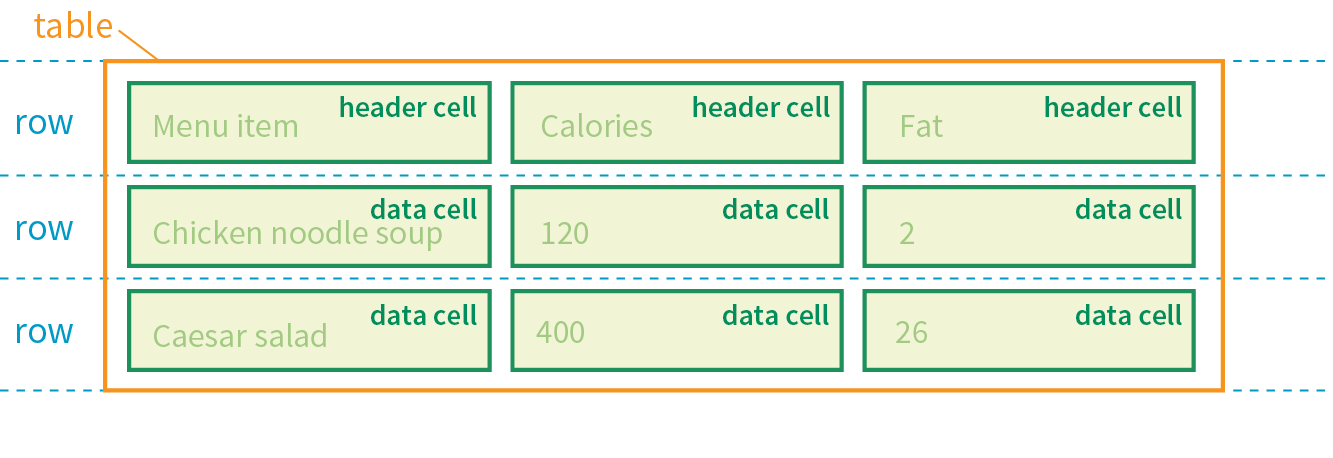 table
row
header cell
Menu item
header cell
Calories
header cell
Fat
row
data cell
Chicken noodle soup
data cell
120
data cell
2
row
data cell
Caesar salad
data cell
400
data cell
26